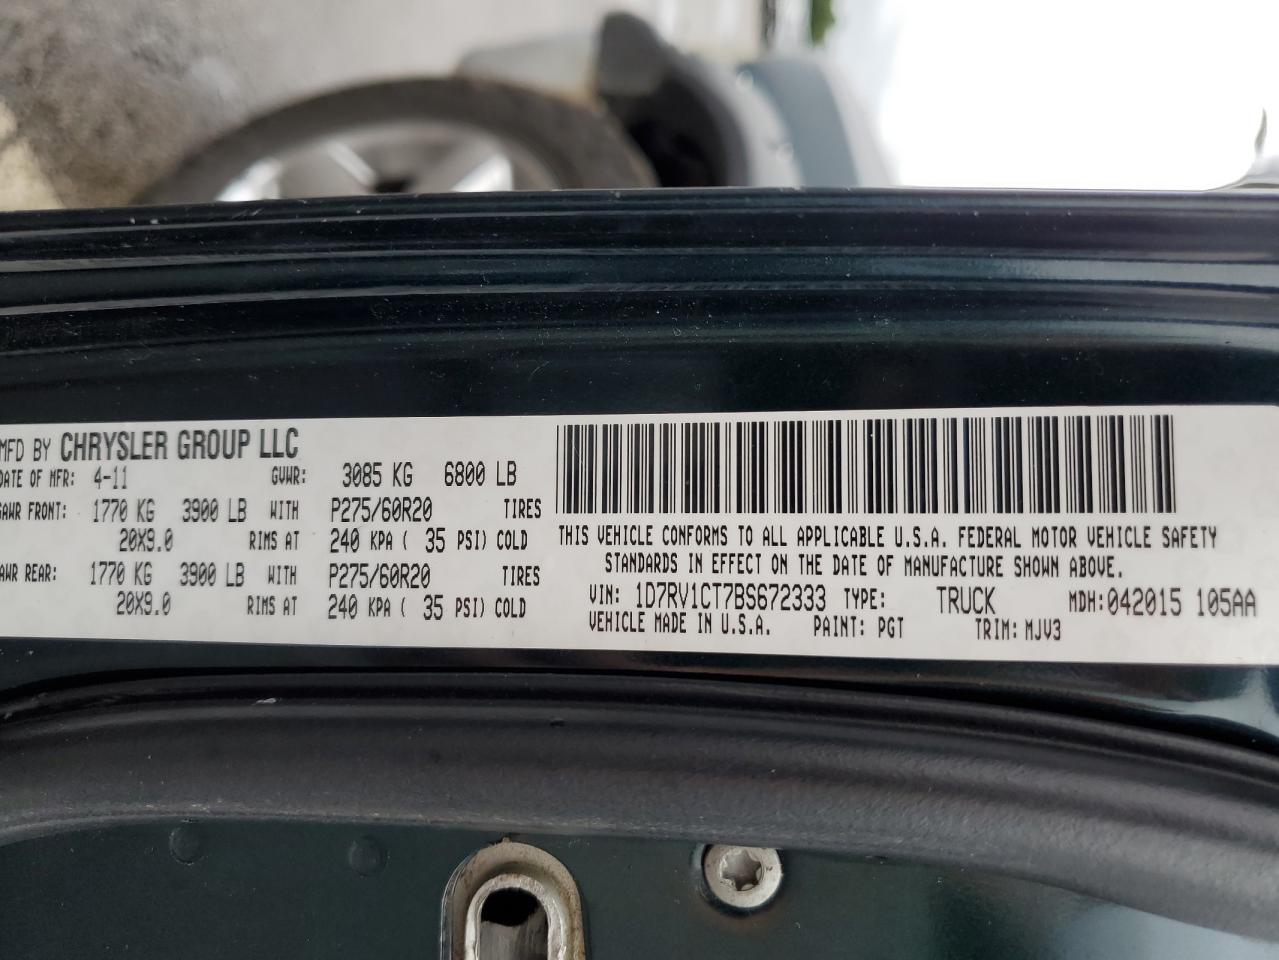 MFD BY CHRYSLER GROUP LLC
DATE OF MFR: 4-11 GVWR: 3085 KG 6800 LB
GAWR FRONT: 1770 KG 3900 LB WITH P275/60R20 TIRES
20X9.0 RIMS AT 240 KPA ( 35 PSI) COLD
AWR REAR: 1770 KG 3900 LB WITH P275/60R20 TIRES
20X9.0 RIMS AT 240 KPA ( 35 PSI) COLD
THIS VEHICLE CONFORMS TO ALL APPLICABLE U.S.A. FEDERAL MOTOR VEHICLE SAFETY
STANDARDS IN EFFECT ON THE DATE OF MANUFACTURE SHOWN ABOVE.
VIN: 1D7RV1CT7BS672333 TYPE: TRUCK MDH:042015 105AA
VEHICLE MADE IN U.S.A. PAINT: PGT TRIM: MJV3